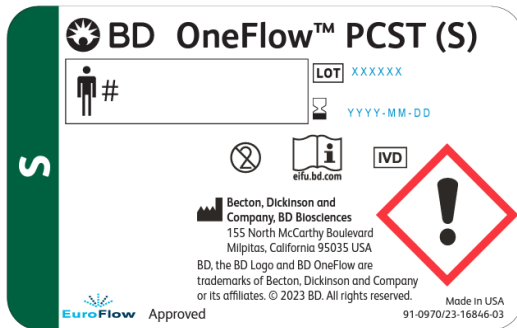 BD OneFlow™ PCST (S)
S
#
LOT XXXXXX
YYYY-MM-DD
2
i
eifu.bd.com
IVD
Becton, Dickinson and
Company, BD Biosciences
155 North McCarthy Boulevard
Milpitas, California 95035 USA
BD, the BD Logo and BD OneFlow are
trademarks of Becton, Dickinson and Company
or its affiliates. © 2023 BD. All rights reserved.
EuroFlow Approved
Made in USA
91-0970/23-16846-03